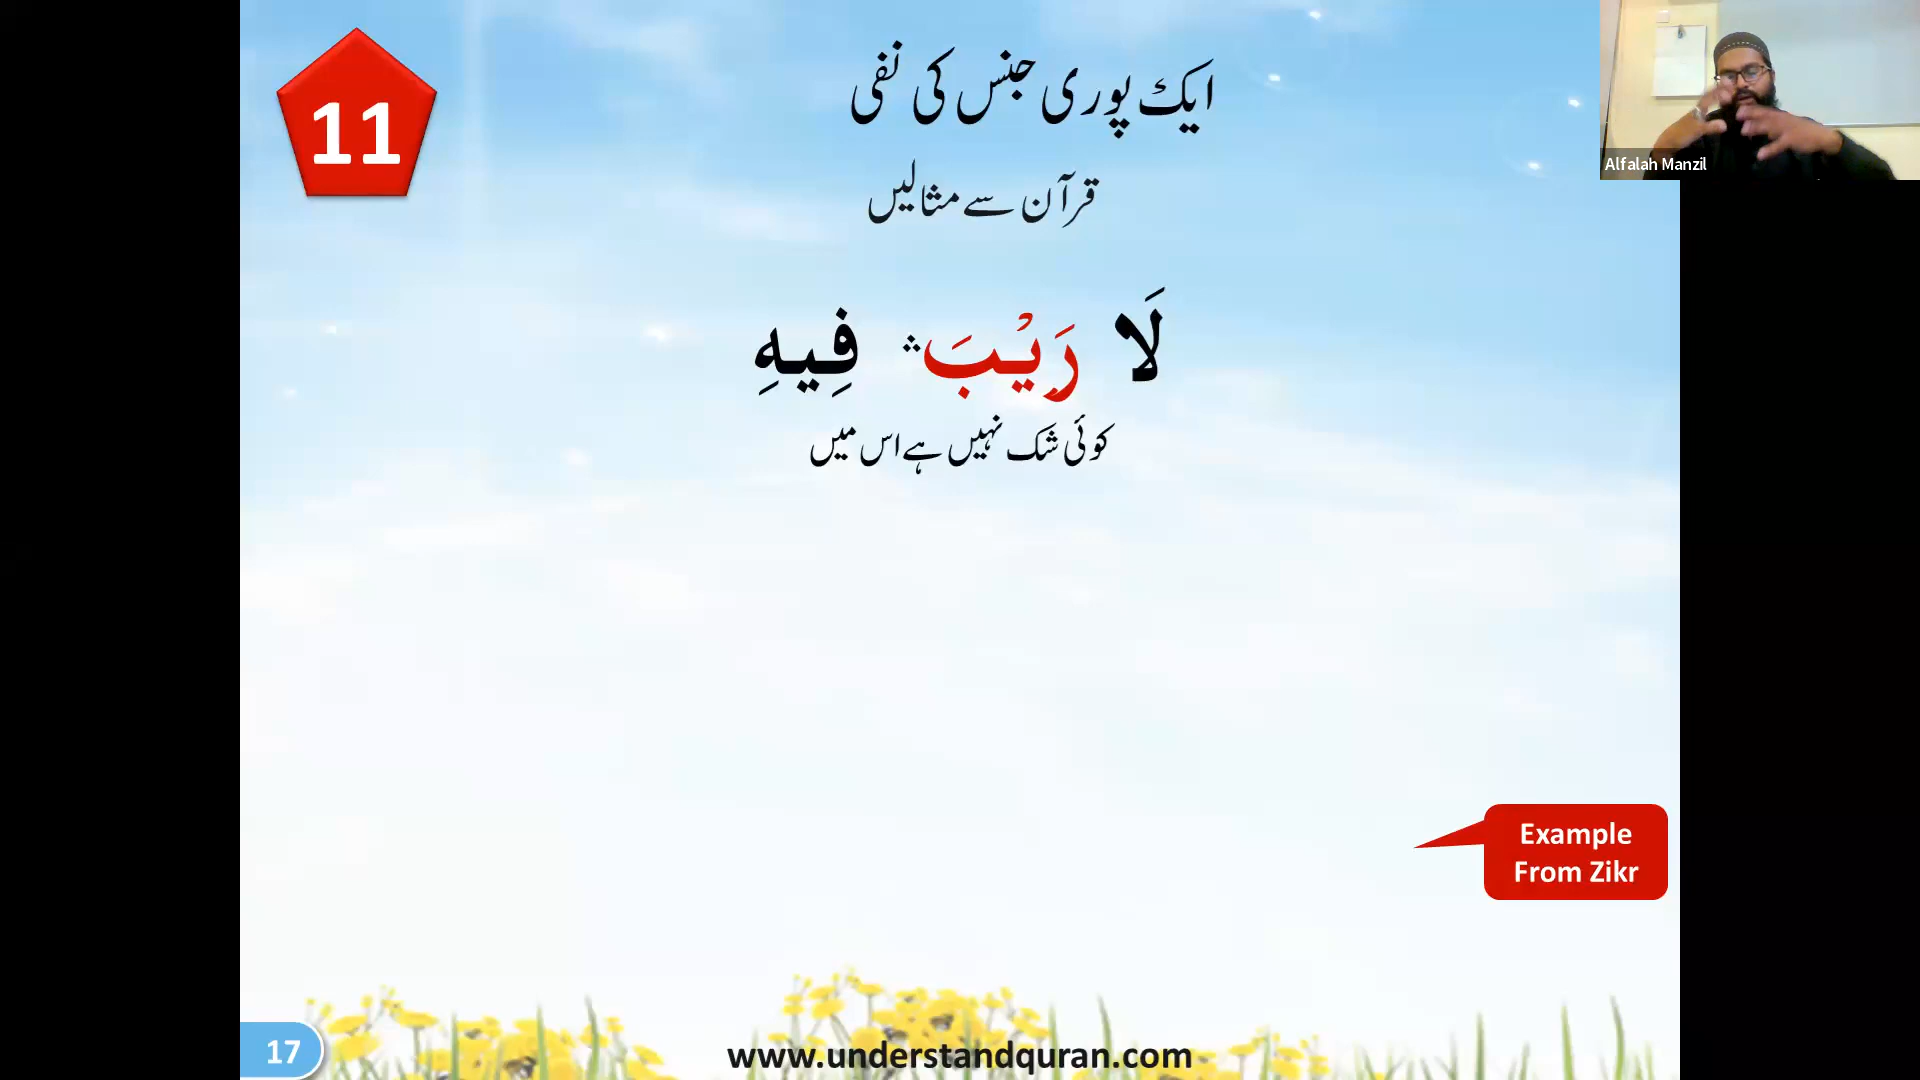 11
ایک پوری جنس کی نفی
Alfalah Manzil
قرآن سے مثالیں
لَا رَيْبَ ۛ فِيهِ
کوئی شک نہیں ہے اس میں
Example
From Zikr
17
www.understandquran.com